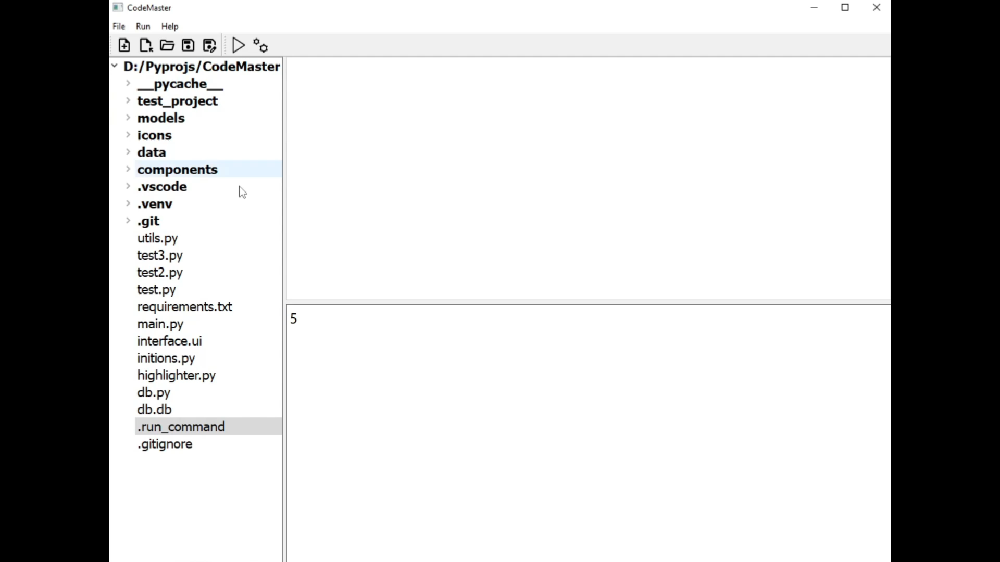 CodeMaster
File Run Help
D:/Pyprojs/CodeMaster
__pycache__
test_project
models
icons
data
components
.vscode
.venv
.git
utils.py
test3.py
test2.py
test.py
requirements.txt
main.py
interface.ui
initions.py
highlighter.py
db.py
db.db
.run_command
.gitignore
5